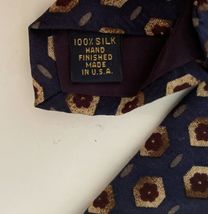 100% SILK
HAND
FINISHED
MADE
IN U.S.A.